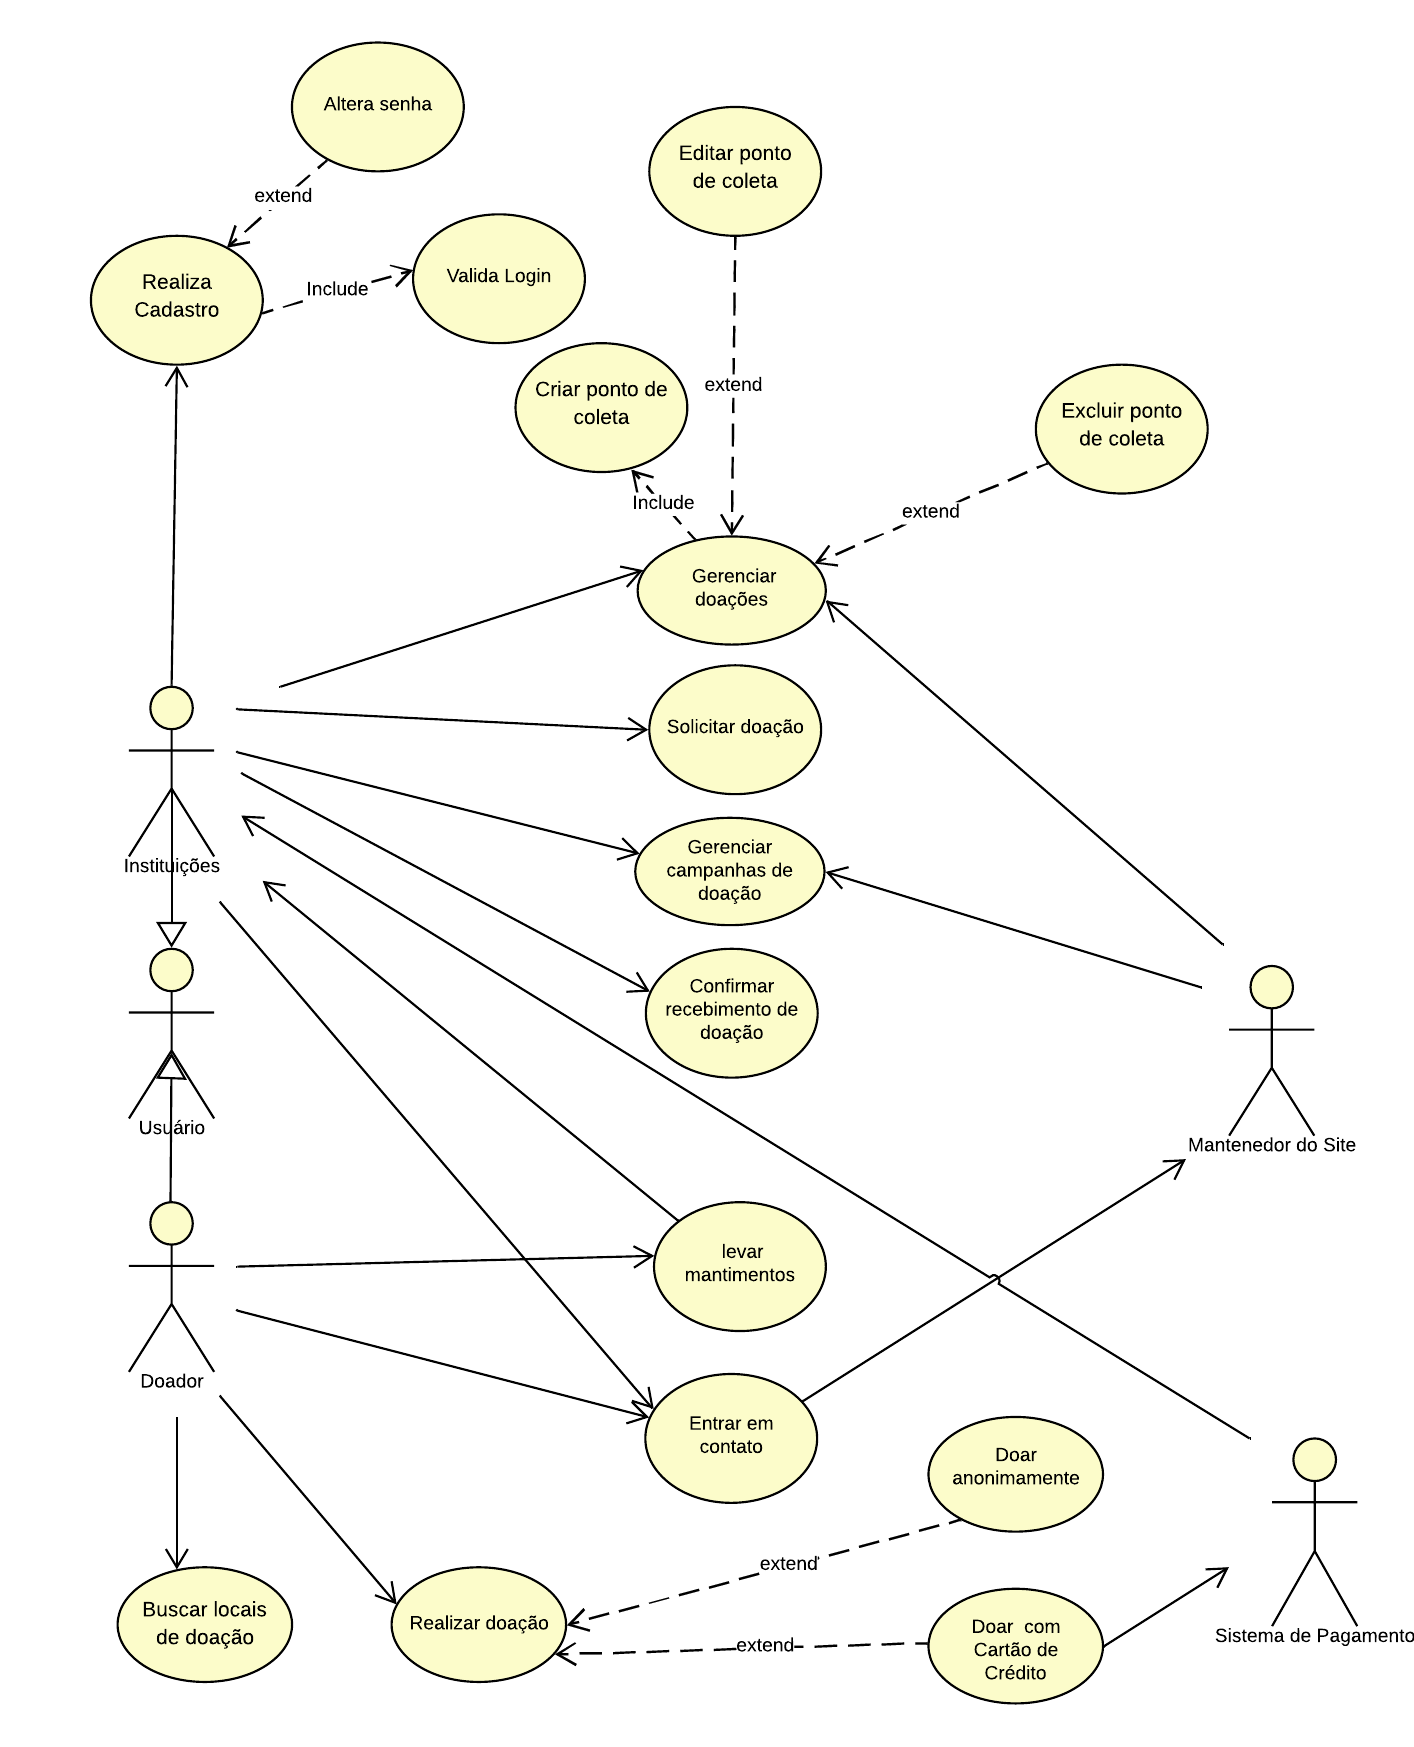 Altera senha
Editar ponto
de coleta
extend
Realiza
Cadastro
Include
Valida Login
Criar ponto de
coleta
extend
Excluir ponto
de coleta
Include
extend
Gerenciar
doações
Solicitar doação
Instituições
Gerenciar
campanhas de
doação
Confirmar
recebimento de
doação
Usuário
Mantenedor do Site
levar
mantimentos
Doador
Entrar em
contato
Doar
anonimamente
extend
Buscar locais
de doação
Realizar doação
extend
Doar  com
Cartão de
Crédito
Sistema de Pagamento